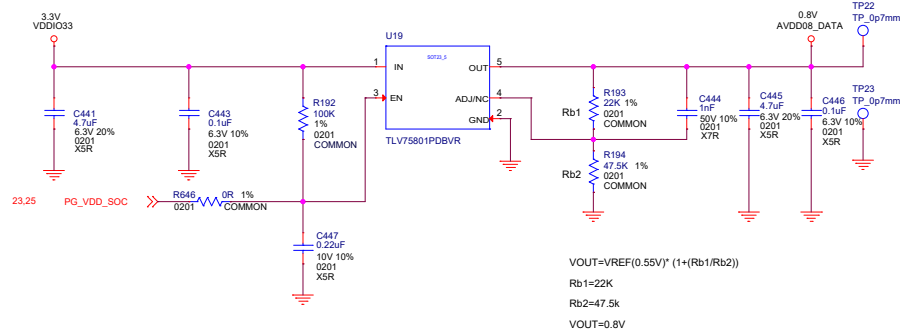 3.3V
VDDIO33
C441
4.7uF
6.3V 20%
0201
X5R
C443
0.1uF
6.3V 10%
0201
X5R
R192
100K
1%
0201
COMMON
U19
SOT23_5
1
IN
OUT
5
3
EN
ADJ/NC
4
GND
2
TLV75801PDBVR
23,25
PG_VDD_SOC
R646
0R
1%
0201
COMMON
C447
0.22uF
10V 10%
0201
X5R
Rb1
R193
22K 1%
0201
COMMON
Rb2
R194
47.5K 1%
0201
COMMON
C444
1nF
50V 10%
0201
X7R
C445
4.7uF
6.3V 20%
0201
X5R
0.8V
AVDD08_DATA
C446
0.1uF
6.3V 10%
0201
X5R
TP22
TP_0p7mm
TP23
TP_0p7mm
VOUT=VREF(0.55V)* (1+(Rb1/Rb2))
Rb1=22K
Rb2=47.5k
VOUT=0.8V